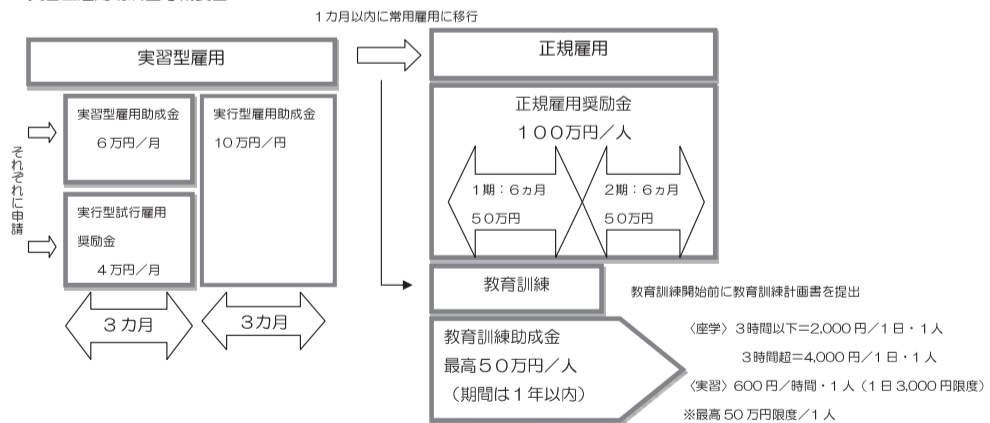 1カ月以内に常用雇用に移行
実習型雇用
正規雇用
それぞれに申請
実習型雇用助成金
6万円／月
実行型雇用助成金
10万円／円
実行型試行雇用
奨励金
4万円／月
3カ月
3カ月
正規雇用奨励金
100万円／人
1期：6ヵ月
50万円
2期：6ヵ月
50万円
教育訓練
教育訓練開始前に教育訓練計画書を提出
教育訓練助成金
最高50万円／人
（期間は1年以内）
〈座学〉3時間以下＝2,000円／1日・1人
3時間超＝4,000円／1日・1人
〈実習〉600円／時間・1人（1日3,000円限度）
※最高50万円限度／1人